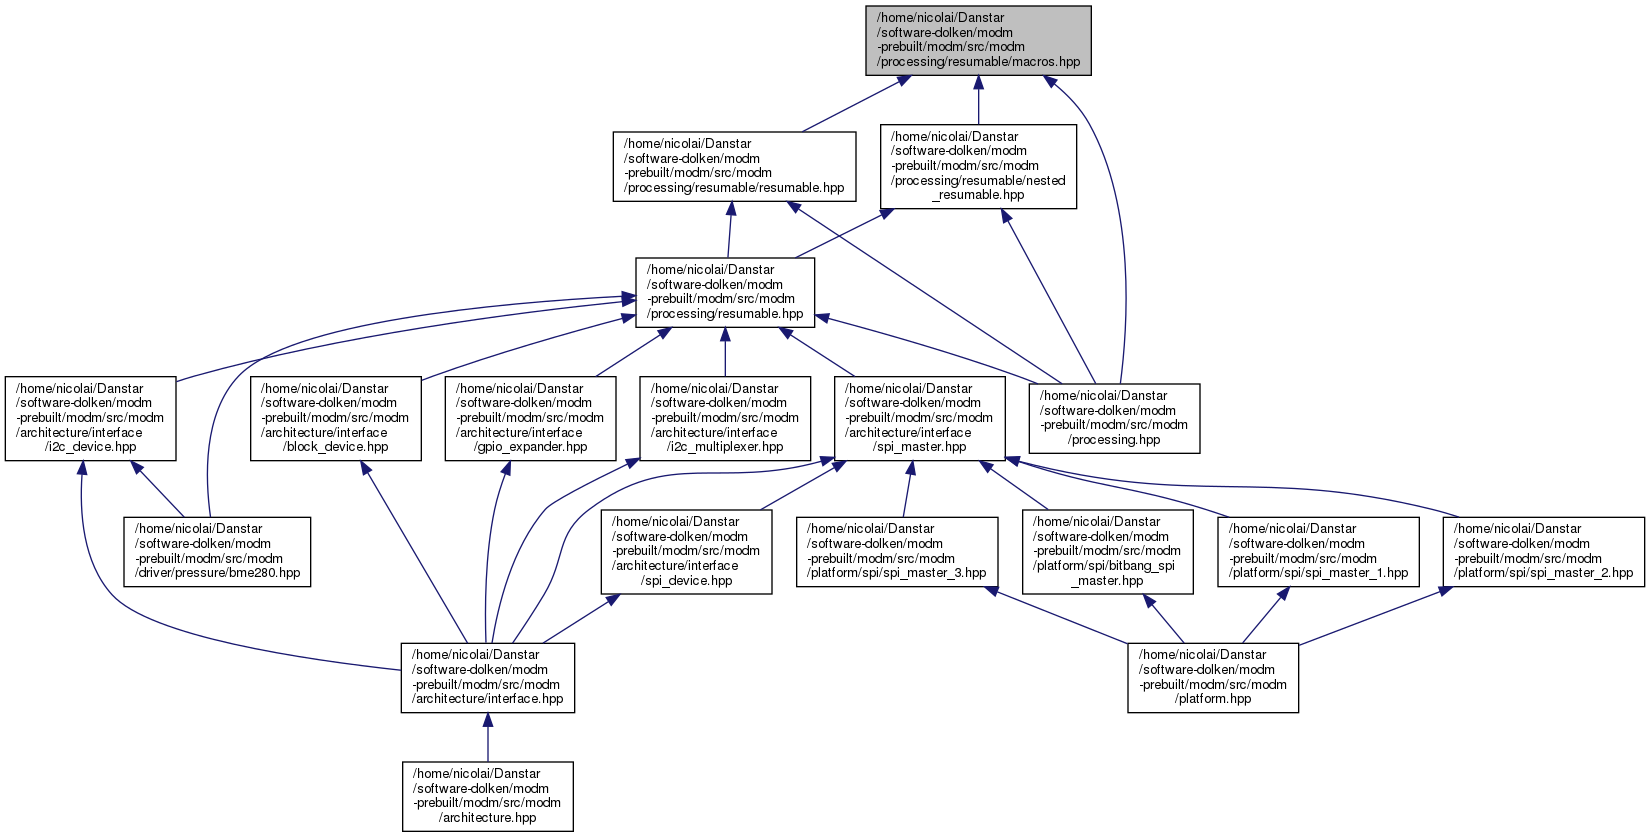 /home/nicolai/Danstar
/software-dolken/modm
-prebuilt/modm/src/modm
/processing/resumable/macros.hpp
/home/nicolai/Danstar
/software-dolken/modm
-prebuilt/modm/src/modm
/processing/resumable/resumable.hpp
/home/nicolai/Danstar
/software-dolken/modm
-prebuilt/modm/src/modm
/processing/resumable/nested
_resumable.hpp
/home/nicolai/Danstar
/software-dolken/modm
-prebuilt/modm/src/modm
/processing/resumable.hpp
/home/nicolai/Danstar
/software-dolken/modm
-prebuilt/modm/src/modm
/architecture/interface
/i2c_device.hpp
/home/nicolai/Danstar
/software-dolken/modm
-prebuilt/modm/src/modm
/architecture/interface
/block_device.hpp
/home/nicolai/Danstar
/software-dolken/modm
-prebuilt/modm/src/modm
/architecture/interface
/gpio_expander.hpp
/home/nicolai/Danstar
/software-dolken/modm
-prebuilt/modm/src/modm
/architecture/interface
/i2c_multiplexer.hpp
/home/nicolai/Danstar
/software-dolken/modm
-prebuilt/modm/src/modm
/architecture/interface
/spi_master.hpp
/home/nicolai/Danstar
/software-dolken/modm
-prebuilt/modm/src/modm
/processing.hpp
/home/nicolai/Danstar
/software-dolken/modm
-prebuilt/modm/src/modm
/driver/pressure/bme280.hpp
/home/nicolai/Danstar
/software-dolken/modm
-prebuilt/modm/src/modm
/architecture/interface
/spi_device.hpp
/home/nicolai/Danstar
/software-dolken/modm
-prebuilt/modm/src/modm
/platform/spi/spi_master_3.hpp
/home/nicolai/Danstar
/software-dolken/modm
-prebuilt/modm/src/modm
/platform/spi/bitbang_spi
_master.hpp
/home/nicolai/Danstar
/software-dolken/modm
-prebuilt/modm/src/modm
/platform/spi/spi_master_1.hpp
/home/nicolai/Danstar
/software-dolken/modm
-prebuilt/modm/src/modm
/platform/spi/spi_master_2.hpp
/home/nicolai/Danstar
/software-dolken/modm
-prebuilt/modm/src/modm
/architecture/interface.hpp
/home/nicolai/Danstar
/software-dolken/modm
-prebuilt/modm/src/modm
/platform.hpp
/home/nicolai/Danstar
/software-dolken/modm
-prebuilt/modm/src/modm
/architecture.hpp